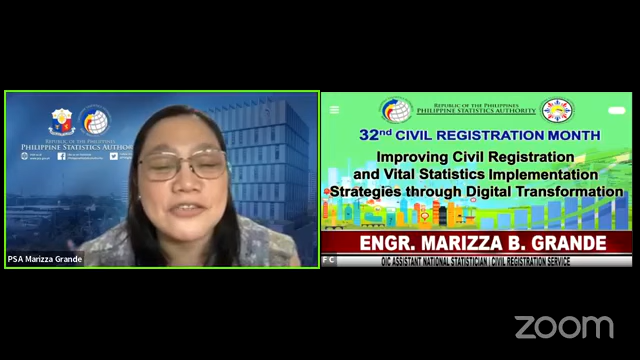 REPUBLIC OF THE PHILIPPINES
PHILIPPINE STATISTICS AUTHORITY
PSA Marizza Grande
REPUBLIC OF THE PHILIPPINES
PHILIPPINE STATISTICS AUTHORITY
32nd CIVIL REGISTRATION MONTH
Improving Civil Registration
and Vital Statistics Implementation
Strategies through Digital Transformation
ENGR. MARIZZA B. GRANDE
F C
OIC ASSISTANT NATIONAL STATISTICIAN | CIVIL REGISTRATION SERVICE
zoom